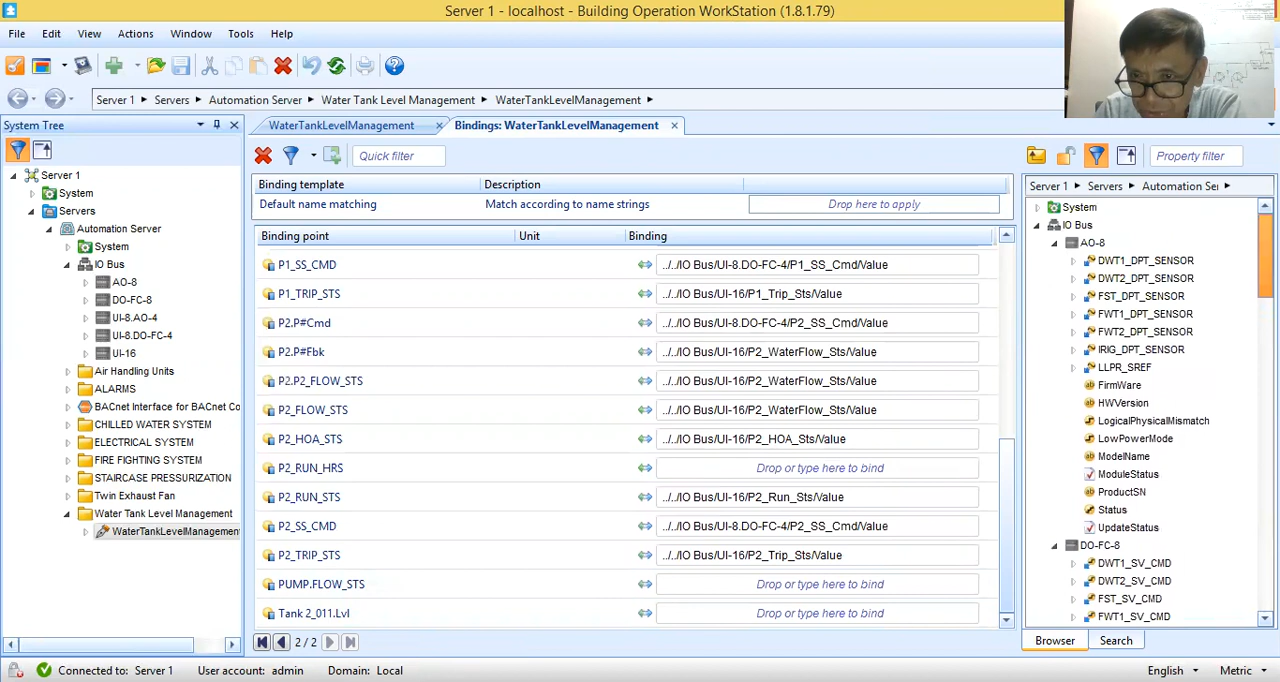 Server 1 - localhost - Building Operation WorkStation (1.8.1.79)
File Edit View Actions Window Tools Help
Server 1 Servers Automation Server Water Tank Level Management WaterTankLevelManagement
System Tree
WaterTankLevelManagement
Bindings: WaterTankLevelManagement
Quick filter
Property filter
Server 1
System
Servers
Automation Server
System
IO Bus
AO-8
DO-FC-8
UI-8.AO-4
UI-8.DO-FC-4
UI-16
Air Handling Units
ALARMS
BACnet Interface for BACnet Co
CHILLED WATER SYSTEM
ELECTRICAL SYSTEM
FIRE FIGHTING SYSTEM
STAIRCASE PRESSURIZATION
Twin Exhaust Fan
Water Tank Level Management
WaterTankLevelManagement
Binding template Description
Default name matching Match according to name strings Drop here to apply
Binding point Unit Binding
P1_SS_CMD ../../IO Bus/UI-8.DO-FC-4/P1_SS_Cmd/Value
P1_TRIP_STS ../../IO Bus/UI-16/P1_Trip_Sts/Value
P2.P#Cmd ../../IO Bus/UI-8.DO-FC-4/P2_SS_Cmd/Value
P2.P#Fbk ../../IO Bus/UI-16/P2_WaterFlow_Sts/Value
P2.P2_FLOW_STS ../../IO Bus/UI-16/P2_WaterFlow_Sts/Value
P2_FLOW_STS ../../IO Bus/UI-16/P2_WaterFlow_Sts/Value
P2_HOA_STS ../../IO Bus/UI-16/P2_HOA_Sts/Value
P2_RUN_HRS Drop or type here to bind
P2_RUN_STS ../../IO Bus/UI-16/P2_Run_Sts/Value
P2_SS_CMD ../../IO Bus/UI-8.DO-FC-4/P2_SS_Cmd/Value
P2_TRIP_STS ../../IO Bus/UI-16/P2_Trip_Sts/Value
PUMP.FLOW_STS Drop or type here to bind
Tank 2_011.Lvl Drop or type here to bind
2 / 2
Server 1 Servers Automation Se
System
IO Bus
AO-8
DWT1_DPT_SENSOR
DWT2_DPT_SENSOR
FST_DPT_SENSOR
FWT1_DPT_SENSOR
FWT2_DPT_SENSOR
IRIG_DPT_SENSOR
LLPR_SREF
FirmWare
HWVersion
LogicalPhysicalMismatch
LowPowerMode
ModelName
ModuleStatus
ProductSN
Status
UpdateStatus
DO-FC-8
DWT1_SV_CMD
DWT2_SV_CMD
FST_SV_CMD
FWT1_SV_CMD
Browser Search
Connected to: Server 1 User account: admin Domain: Local English Metric